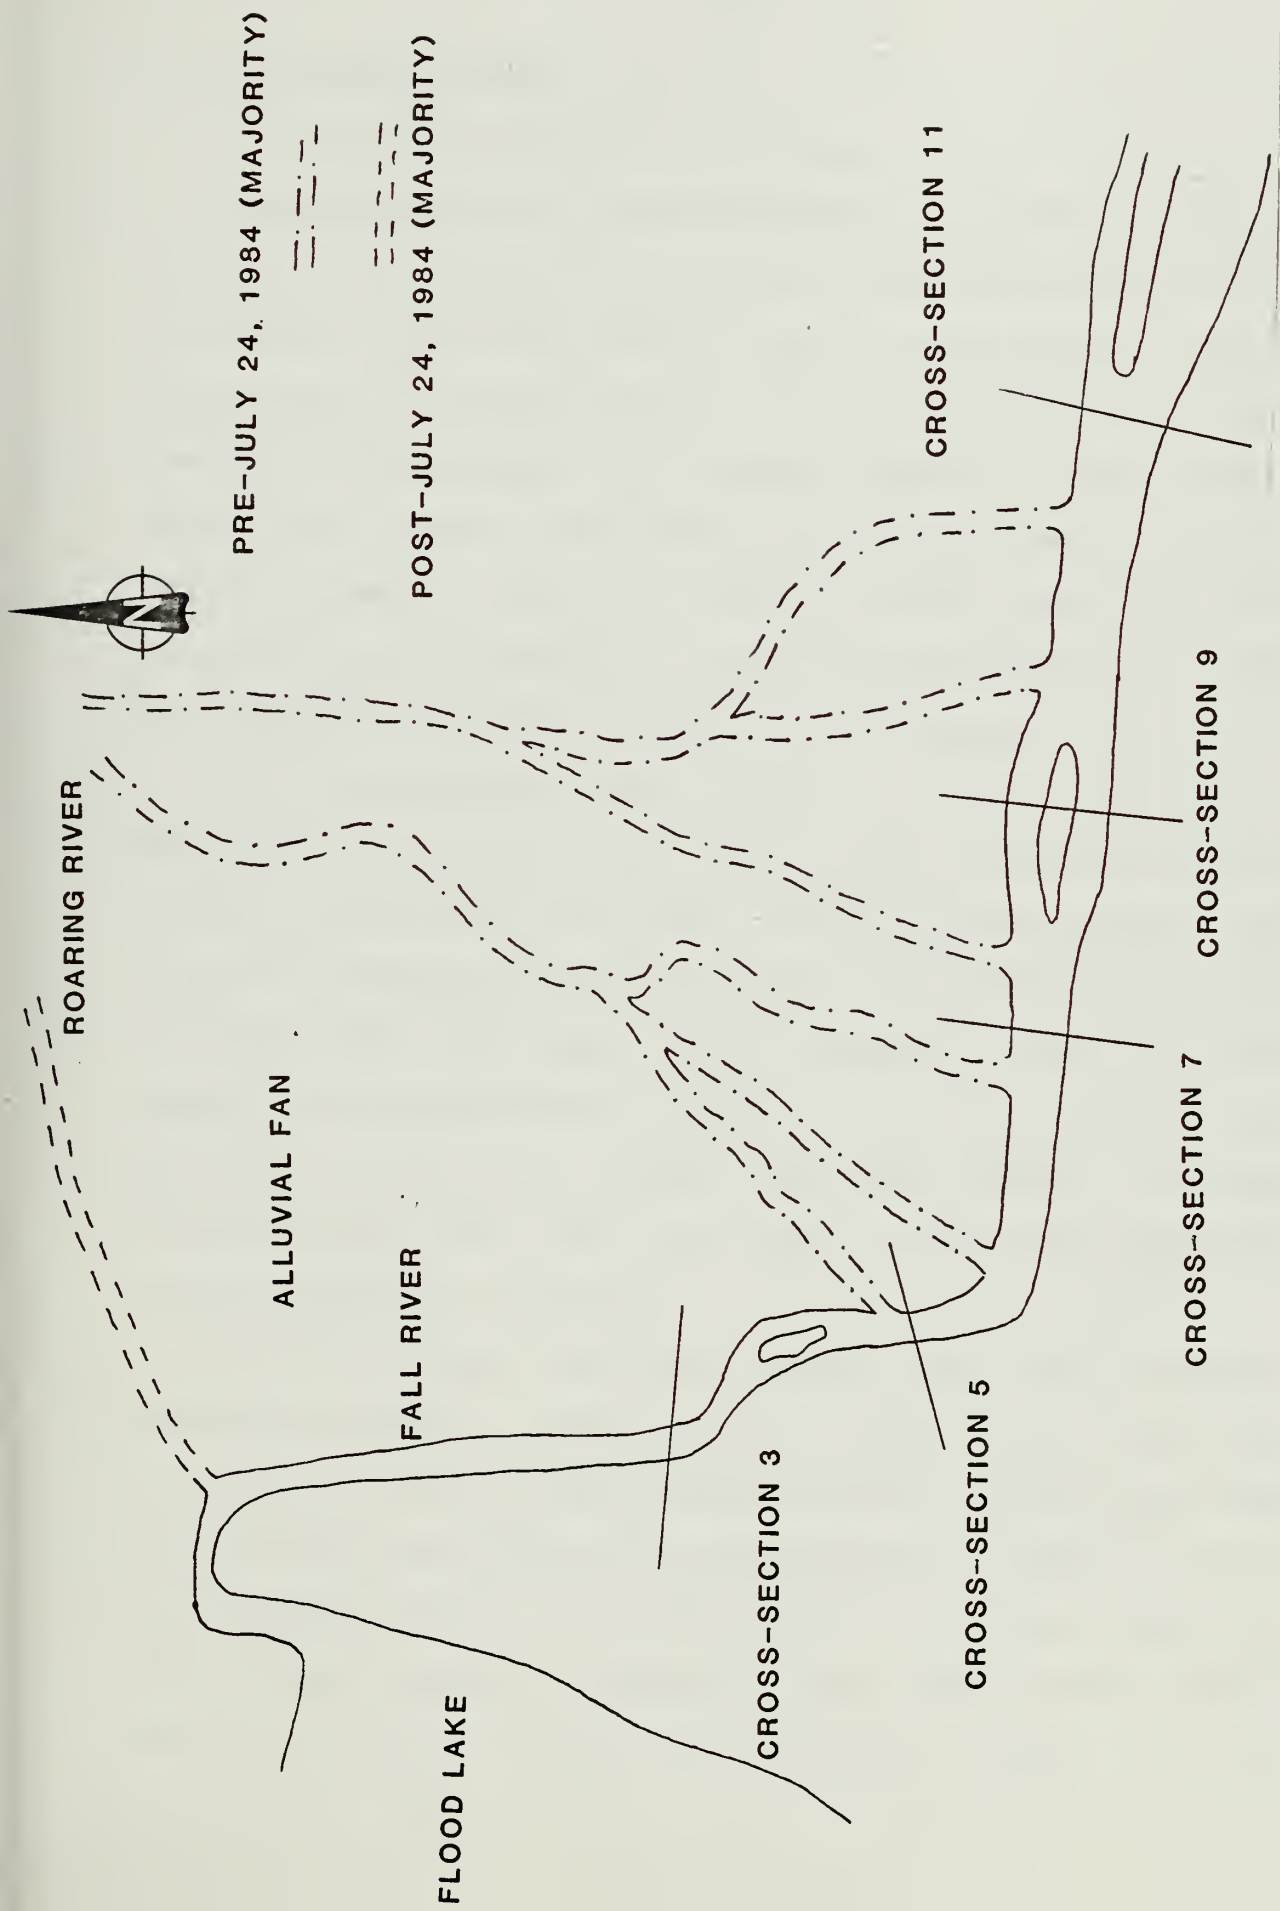 ROARING RIVER
N
PRE-JULY 24, 1984 (MAJORITY)
POST-JULY 24, 1984 (MAJORITY)
ALLUVIAL FAN
FALL RIVER
FLOOD LAKE
CROSS-SECTION 3
CROSS-SECTION 5
CROSS-SECTION 7
CROSS-SECTION 9
CROSS-SECTION 11